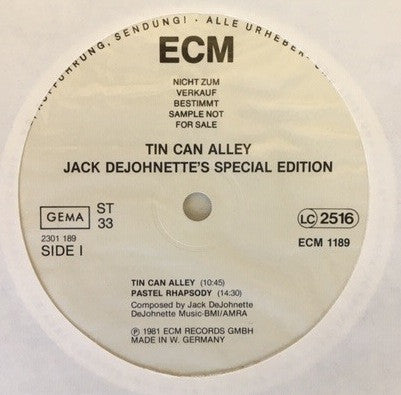 AUFFÜHRUNG, SENDUNG! · ALLE URHEBER-
ECM
NICHT ZUM
VERKAUF
BESTIMMT
SAMPLE NOT
FOR SALE
TIN CAN ALLEY
JACK DEJOHNETTE'S SPECIAL EDITION
GEMA
ST
33
LC 2516
2301 189
SIDE I
ECM 1189
TIN CAN ALLEY (10:45)
PASTEL RHAPSODY (14:30)
Composed by Jack DeJohnette
DeJohnette Music-BMI/AMRA
℗ 1981 ECM RECORDS GMBH
MADE IN W. GERMANY